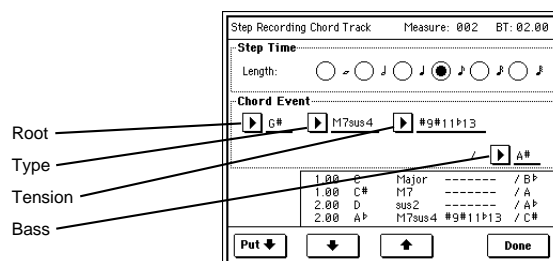 Step Recording Chord Track Measure: 002 BT: 02.00
Step Time
Length:
Chord Event
Root
G# M7sus4 #9#11♭13
Type
Tension
/ A#
Bass
1.00 C Major ------- / B♭
1.00 C# M7 ------- / A
2.00 D sus2 ------- / A♭
2.00 A♭ M7sus4 #9#11♭13 / C#
Put Done